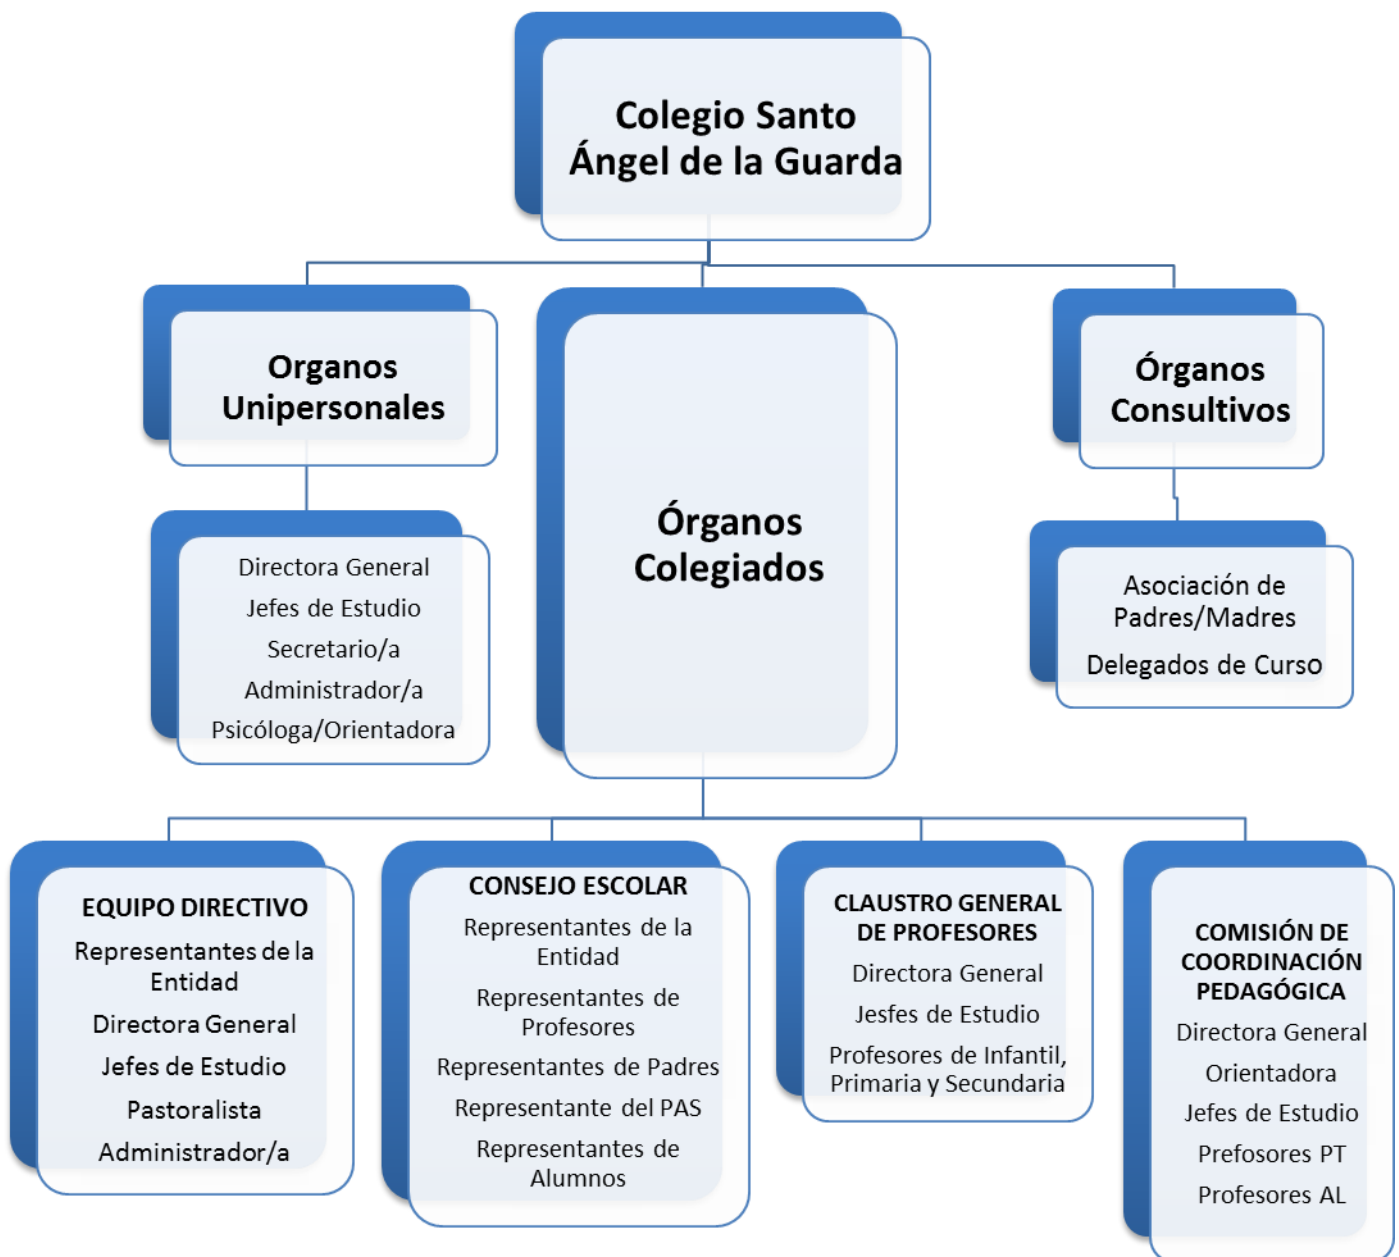 Colegio Santo
Ángel de la Guarda
Organos
Unipersonales
Órganos
Colegiados
Órganos
Consultivos
Directora General
Jefes de Estudio
Secretario/a
Administrador/a
Psicóloga/Orientadora
Asociación de
Padres/Madres
Delegados de Curso
EQUIPO DIRECTIVO
Representantes de la
Entidad
Directora General
Jefes de Estudio
Pastoralista
Administrador/a
CONSEJO ESCOLAR
Representantes de la
Entidad
Representantes de
Profesores
Representantes de Padres
Representante del PAS
Representantes de
Alumnos
CLAUSTRO GENERAL
DE PROFESORES
Directora General
Jesfes de Estudio
Profesores de Infantil,
Primaria y Secundaria
COMISIÓN DE
COORDINACIÓN
PEDAGÓGICA
Directora General
Orientadora
Jefes de Estudio
Prefosores PT
Profesores AL